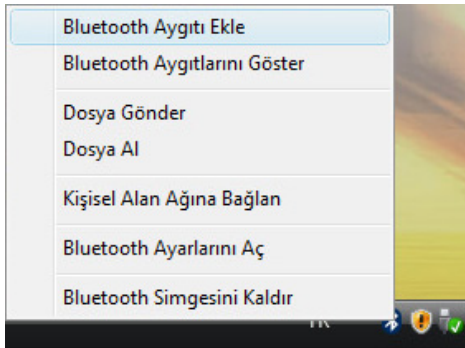 Bluetooth Aygıtı Ekle
Bluetooth Aygıtlarını Göster
Dosya Gönder
Dosya Al
Kişisel Alan Ağına Bağlan
Bluetooth Ayarlarını Aç
Bluetooth Simgesini Kaldır